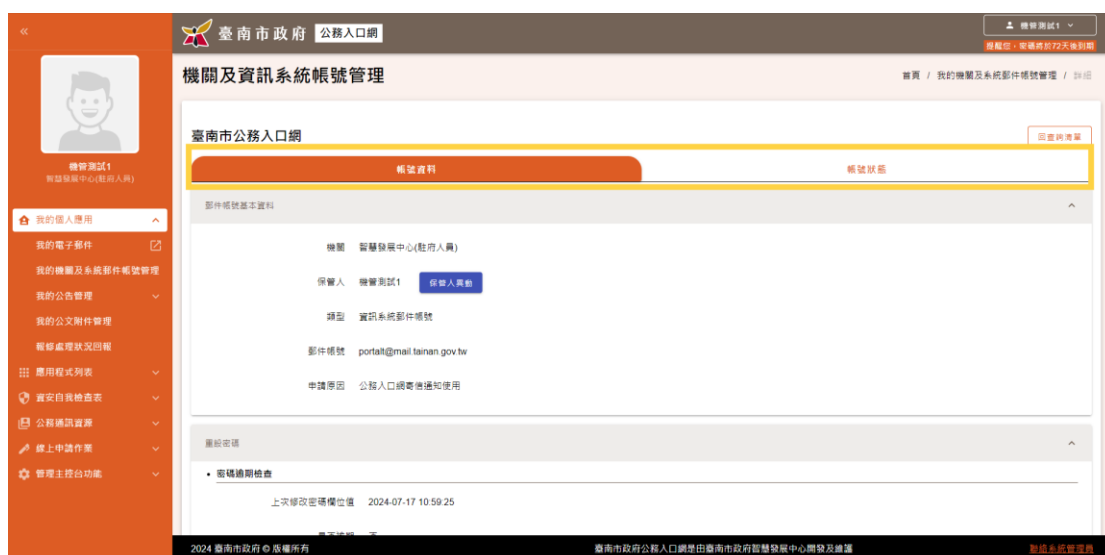 «
機管測試1
智慧發展中心(駐府人員)
我的個人應用
我的電子郵件
我的機關及系統郵件帳號管理
我的公告管理
我的公文附件管理
報修處理狀況回報
應用程式列表
資安自我檢查表
公務通訊資源
線上申請作業
管理主控台功能
臺南市政府 公務入口網
機管測試1
提醒您，密碼將於72天後到期
機關及資訊系統帳號管理
首頁 / 我的機關及系統郵件帳號管理 / 詳細
臺南市公務入口網
回查詢清單
帳號資料 帳號狀態
郵件帳號基本資料
機關 智慧發展中心(駐府人員)
保管人 機管測試1 保管人異動
類型 資訊系統郵件帳號
郵件帳號 portalt@mail.tainan.gov.tw
申請原因 公務入口網寄信通知使用
重設密碼
• 密碼逾期檢查
上次修改密碼欄位值 2024-07-17 10:59:25
是否逾期 否
2024 臺南市政府 © 版權所有
臺南市政府公務入口網是由臺南市政府智慧發展中心開發及維護
聯絡系統管理員